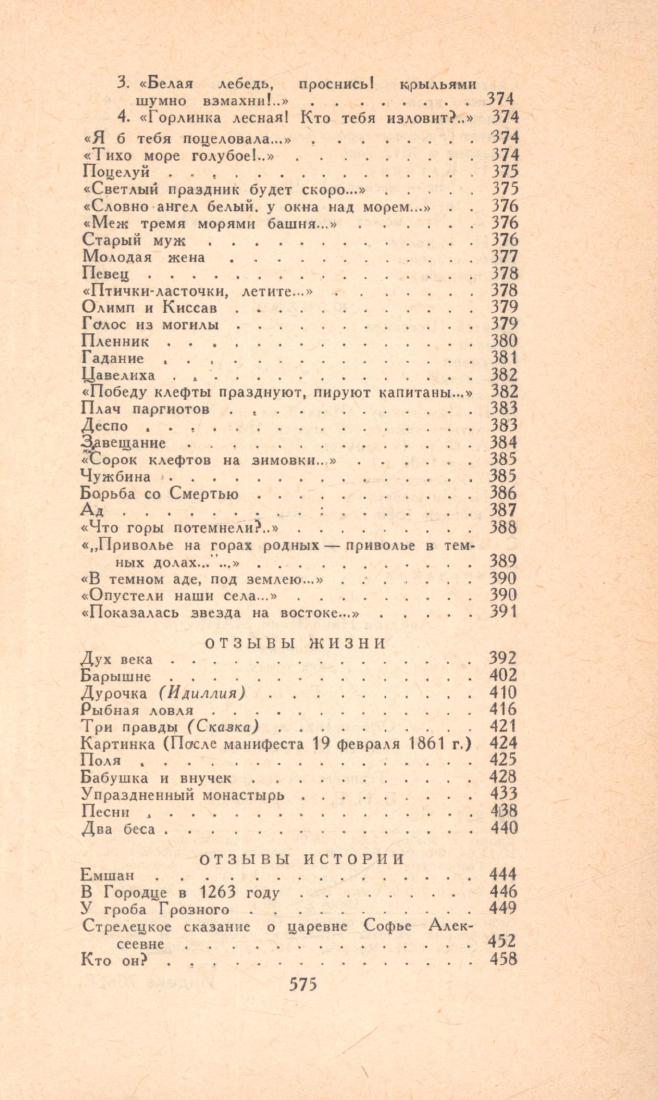 3. «Белая лебедь, проснись! крыльями
шумно взмахни!..» . . . . . . . . 374
4. «Горлинка лесная! Кто тебя изловит?..» 374
«Я б тебя поцеловала...» . . . . . . . . 374
«Тихо море голубое!..» . . . . . . . . . 374
Поцелуй . . . . . . . . . . . . . . 375
«Светлый праздник будет скоро...» . . . . . 375
«Словно ангел белый. у окна над морем...» . . 376
«Меж тремя морями башня...» . . . . . . 376
Старый муж . . . . . . . . . . . . . 376
Молодая жена . . . . . . . . . . . . 377
Певец . . . . . . . . . . . . . . . 378
«Птички-ласточки, летите...» . . . . . . . 378
Олимп и Киссав . . . . . . . . . . . 379
Голос из могилы . . . . . . . . . . . 379
Пленник . . . . . . . . . . . . . . 380
Гадание . . . . . . . . . . . . . . 381
Цавелиха . . . . . . . . . . . . . . 382
«Победу клефты празднуют, пируют капитаны...» 382
Плач паргиотов . . . . . . . . . . . 383
Деспо . . . . . . . . . . . . . . . 383
Завещание . . . . . . . . . . . . . 384
«Сорок клефтов на зимовки...» . . . . . . 385
Чужбина . . . . . . . . . . . . . . 385
Борьба со Смертью . . . . . . . . . . 386
Ад . . . . . . . . . . . . . . . . 387
«Что горы потемнели?..» . . . . . . . . 388
«„Приволье на горах родных — приволье в тем-
ных долах...“...» . . . . . . . . . . 389
«В темном аде, под землею...» . . . . . . 390
«Опустели наши села...» . . . . . . . . 390
«Показалась звезда на востоке...» . . . . . 391
ОТЗЫВЫ ЖИЗНИ
Дух века . . . . . . . . . . . . . . 392
Барышне . . . . . . . . . . . . . . 402
Дурочка (Идиллия) . . . . . . . . . . 410
Рыбная ловля . . . . . . . . . . . . 416
Три правды (Сказка) . . . . . . . . . . 421
Картинка (После манифеста 19 февраля 1861 г.) 424
Поля . . . . . . . . . . . . . . . 425
Бабушка и внучек . . . . . . . . . . . 428
Упраздненный монастырь . . . . . . . . 433
Песни . . . . . . . . . . . . . . . 438
Два беса . . . . . . . . . . . . . . 440
ОТЗЫВЫ ИСТОРИИ
Емшан . . . . . . . . . . . . . . . 444
В Городце в 1263 году . . . . . . . . . 446
У гроба Грозного . . . . . . . . . . . 449
Стрелецкое сказание о царевне Софье Алек-
сеевне . . . . . . . . . . . . . . 452
Кто он? . . . . . . . . . . . . . . 458
575